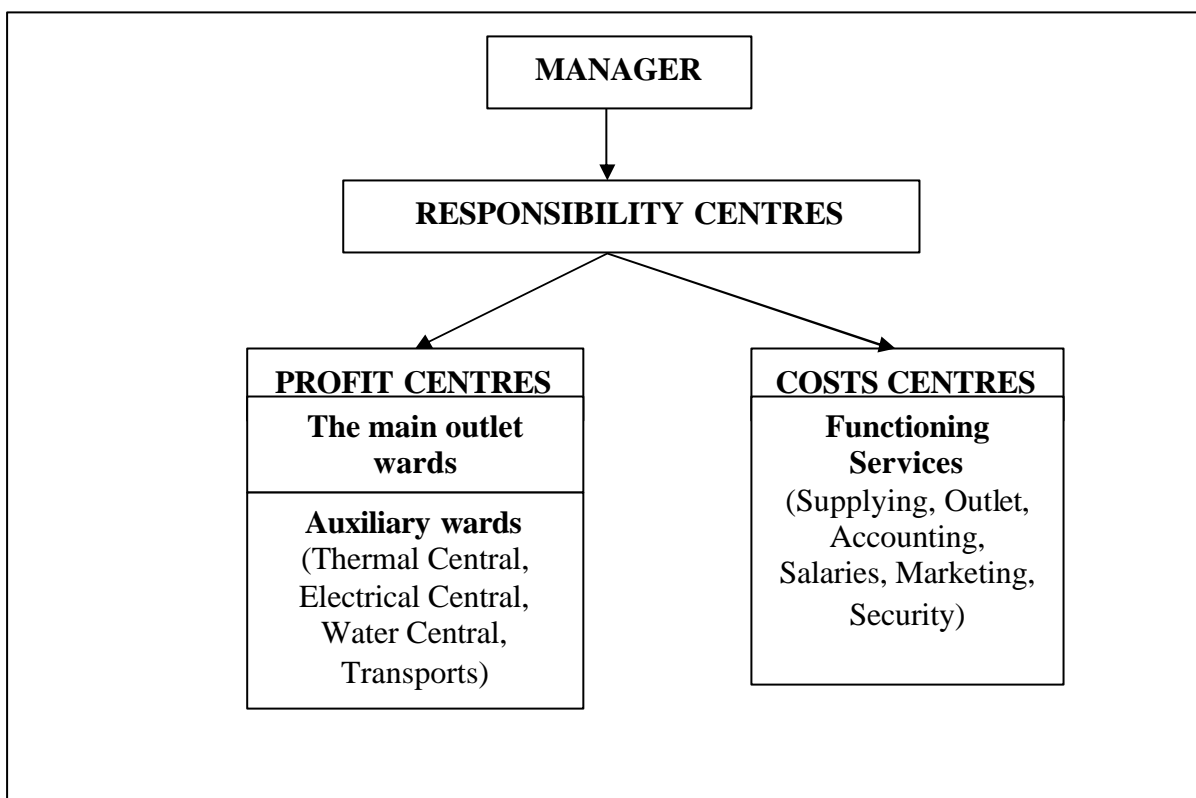 MANAGER
RESPONSIBILITY CENTRES
PROFIT CENTRES
The main outlet
wards
Auxiliary wards
(Thermal Central,
Electrical Central,
Water Central,
Transports)
COSTS CENTRES
Functioning
Services
(Supplying, Outlet,
Accounting,
Salaries, Marketing,
Security)